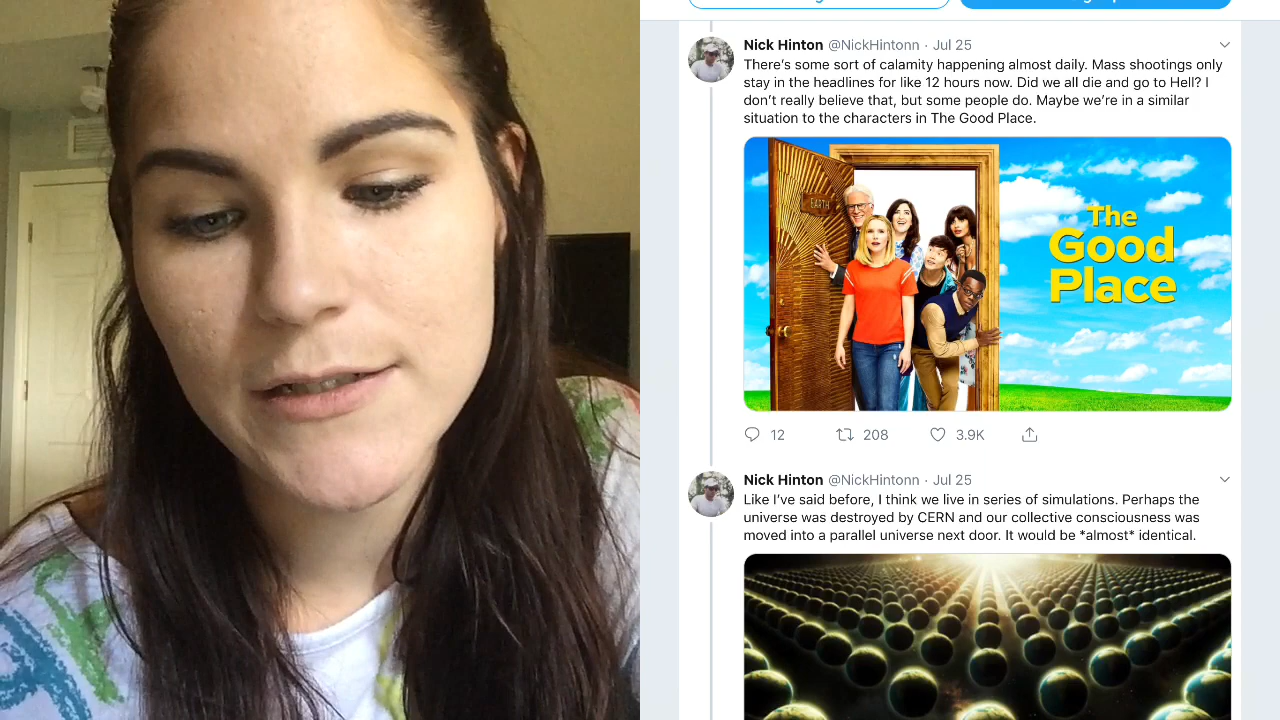 Nick Hinton @NickHintonn · Jul 25
There's some sort of calamity happening almost daily. Mass shootings only
stay in the headlines for like 12 hours now. Did we all die and go to Hell? I
don't really believe that, but some people do. Maybe we're in a similar
situation to the characters in The Good Place.
EARTH
The
Good
Place
12 208 3.9K
Nick Hinton @NickHintonn · Jul 25
Like I've said before, I think we live in series of simulations. Perhaps the
universe was destroyed by CERN and our collective consciousness was
moved into a parallel universe next door. It would be *almost* identical.